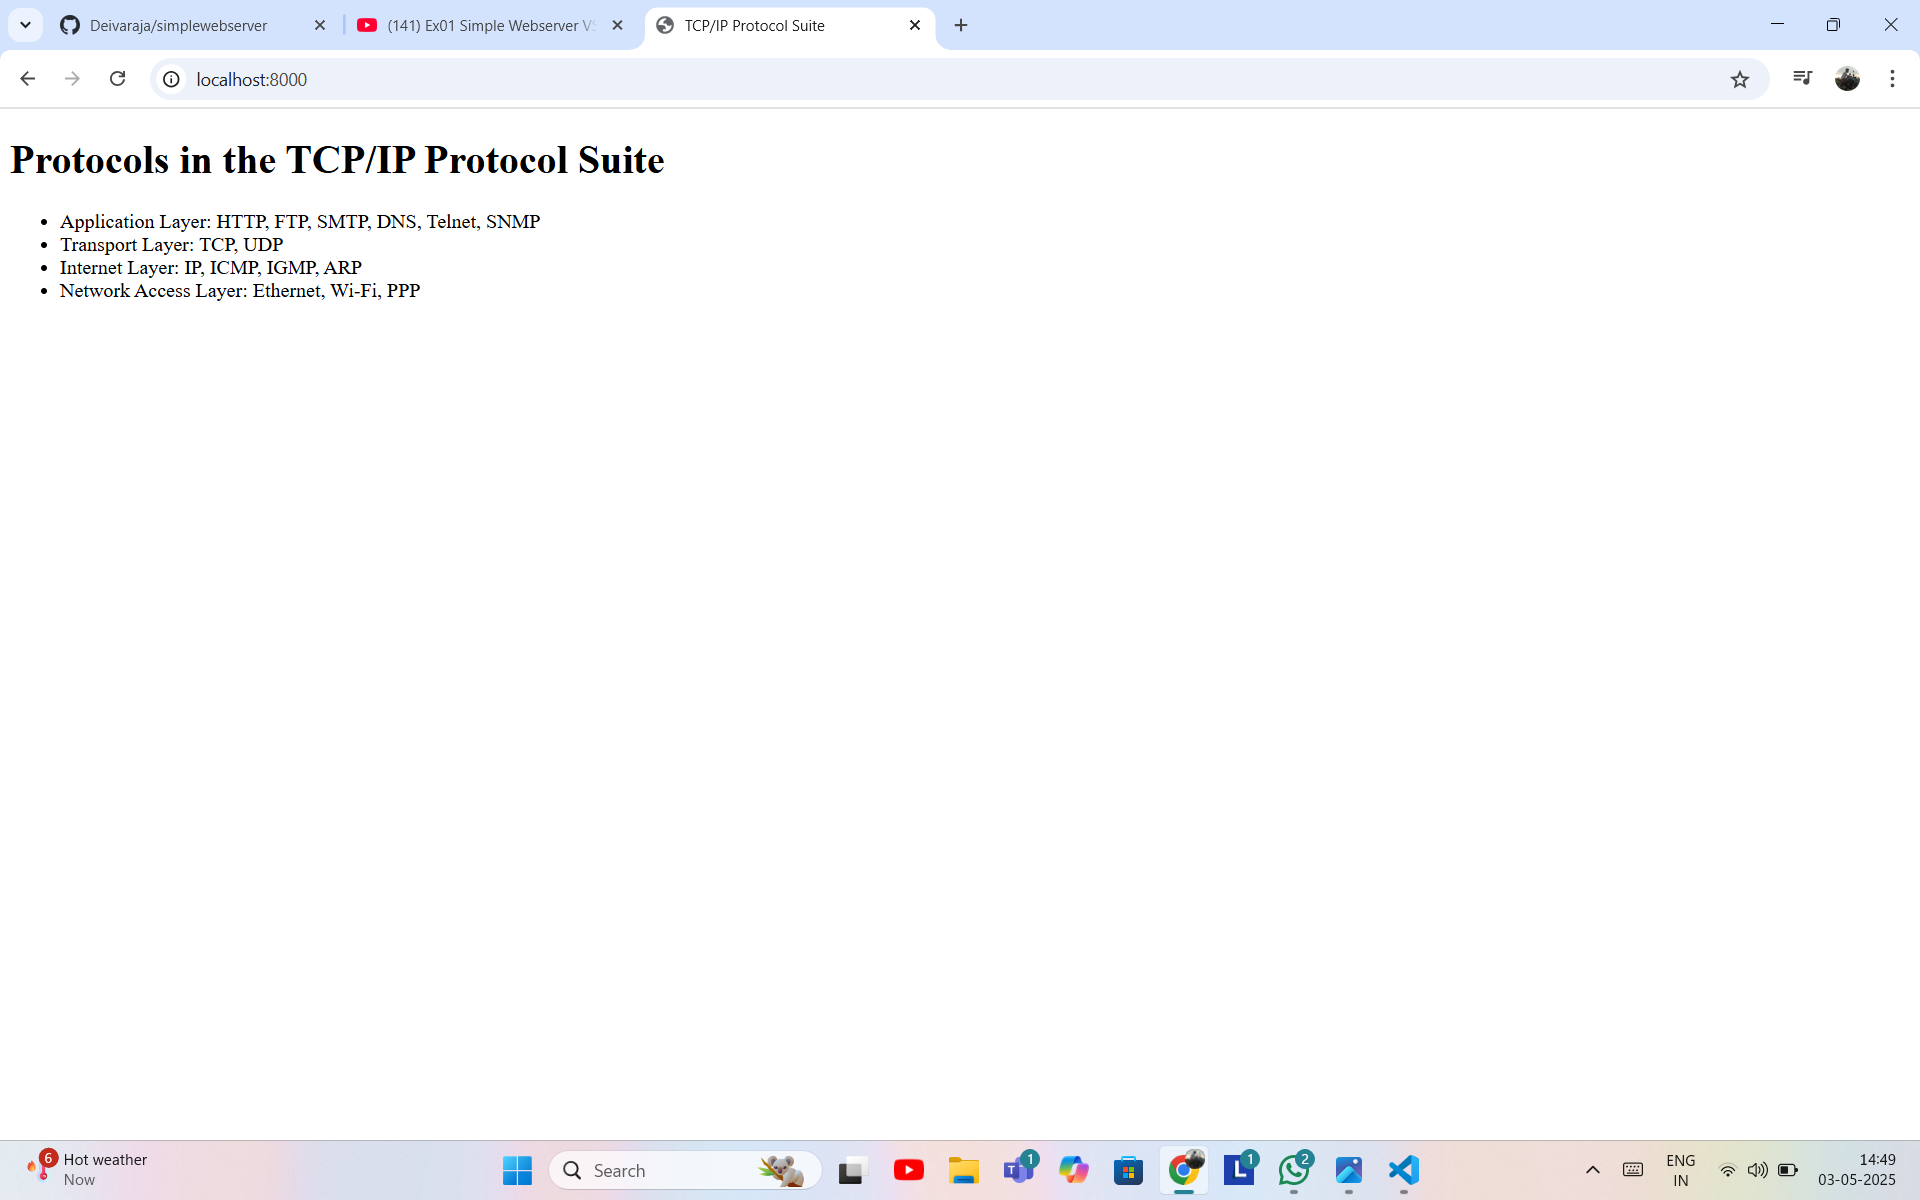 Deivaraja/simplewebserver
(141) Ex01 Simple Webserver VS
TCP/IP Protocol Suite
localhost:8000
Protocols in the TCP/IP Protocol Suite
• Application Layer: HTTP, FTP, SMTP, DNS, Telnet, SNMP
• Transport Layer: TCP, UDP
• Internet Layer: IP, ICMP, IGMP, ARP
• Network Access Layer: Ethernet, Wi-Fi, PPP
6
Hot weather
Now
Search
1
1
2
ENG
IN
14:49
03-05-2025